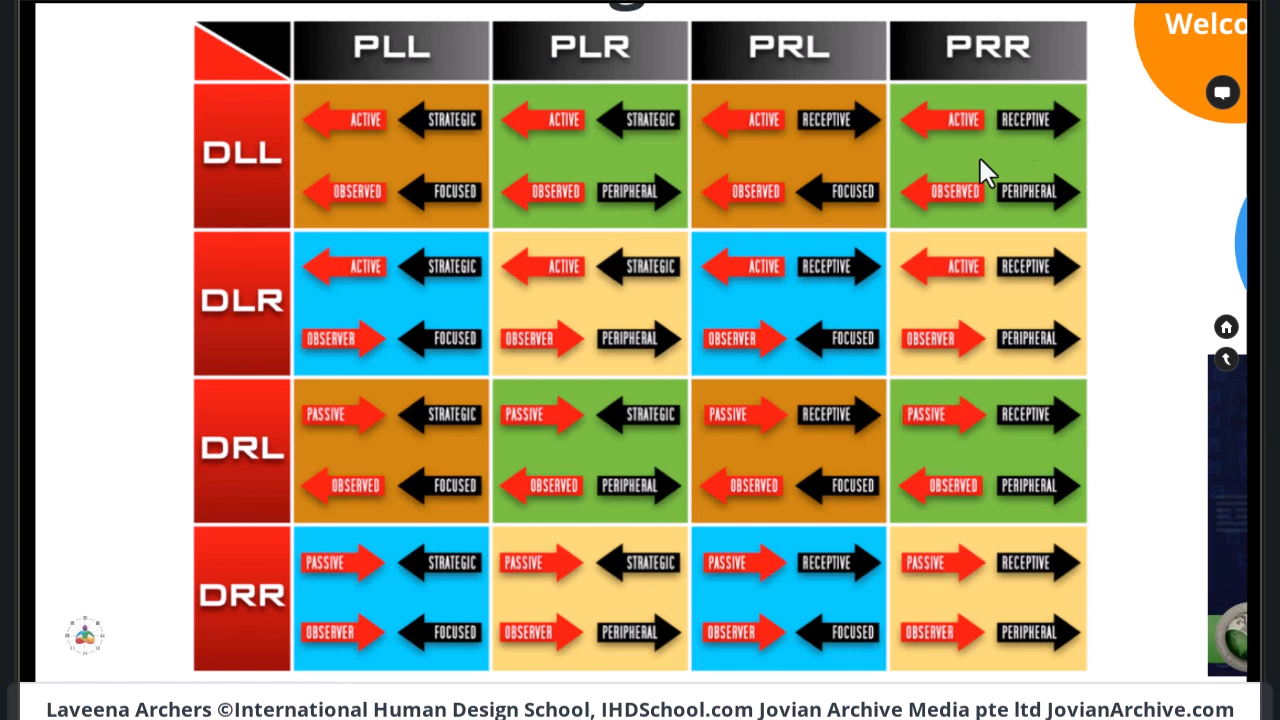 Welco
PLL PLR PRL PRR
ACTIVE STRATEGIC ACTIVE STRATEGIC ACTIVE RECEPTIVE ACTIVE RECEPTIVE
DLL
OBSERVED FOCUSED OBSERVED PERIPHERAL OBSERVED FOCUSED OBSERVED PERIPHERAL
ACTIVE STRATEGIC ACTIVE STRATEGIC ACTIVE RECEPTIVE ACTIVE RECEPTIVE
DLR
OBSERVER FOCUSED OBSERVER PERIPHERAL OBSERVER FOCUSED OBSERVER PERIPHERAL
PASSIVE STRATEGIC PASSIVE STRATEGIC PASSIVE RECEPTIVE PASSIVE RECEPTIVE
DRL
OBSERVED FOCUSED OBSERVED PERIPHERAL OBSERVED FOCUSED OBSERVED PERIPHERAL
PASSIVE STRATEGIC PASSIVE STRATEGIC PASSIVE RECEPTIVE PASSIVE RECEPTIVE
DRR
OBSERVER FOCUSED OBSERVER PERIPHERAL OBSERVER FOCUSED OBSERVER PERIPHERAL
Laveena Archers ©International Human Design School, IHDSchool.com Jovian Archive Media pte ltd JovianArchive.com